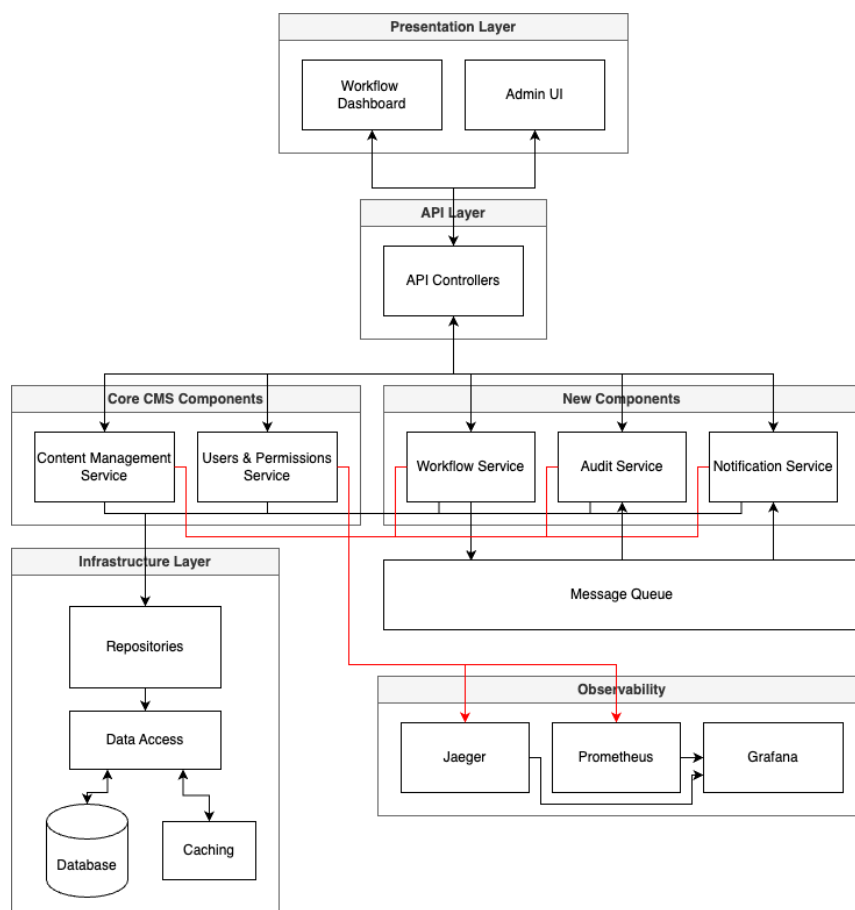 Presentation Layer
Workflow
Dashboard
Admin UI
API Layer
API Controllers
Core CMS Components
New Components
Content Management
Service
Users & Permissions
Service
Workflow Service
Audit Service
Notification Service
Infrastructure Layer
Message Queue
Repositories
Observability
Data Access
Jaeger
Prometheus
Grafana
Database
Caching